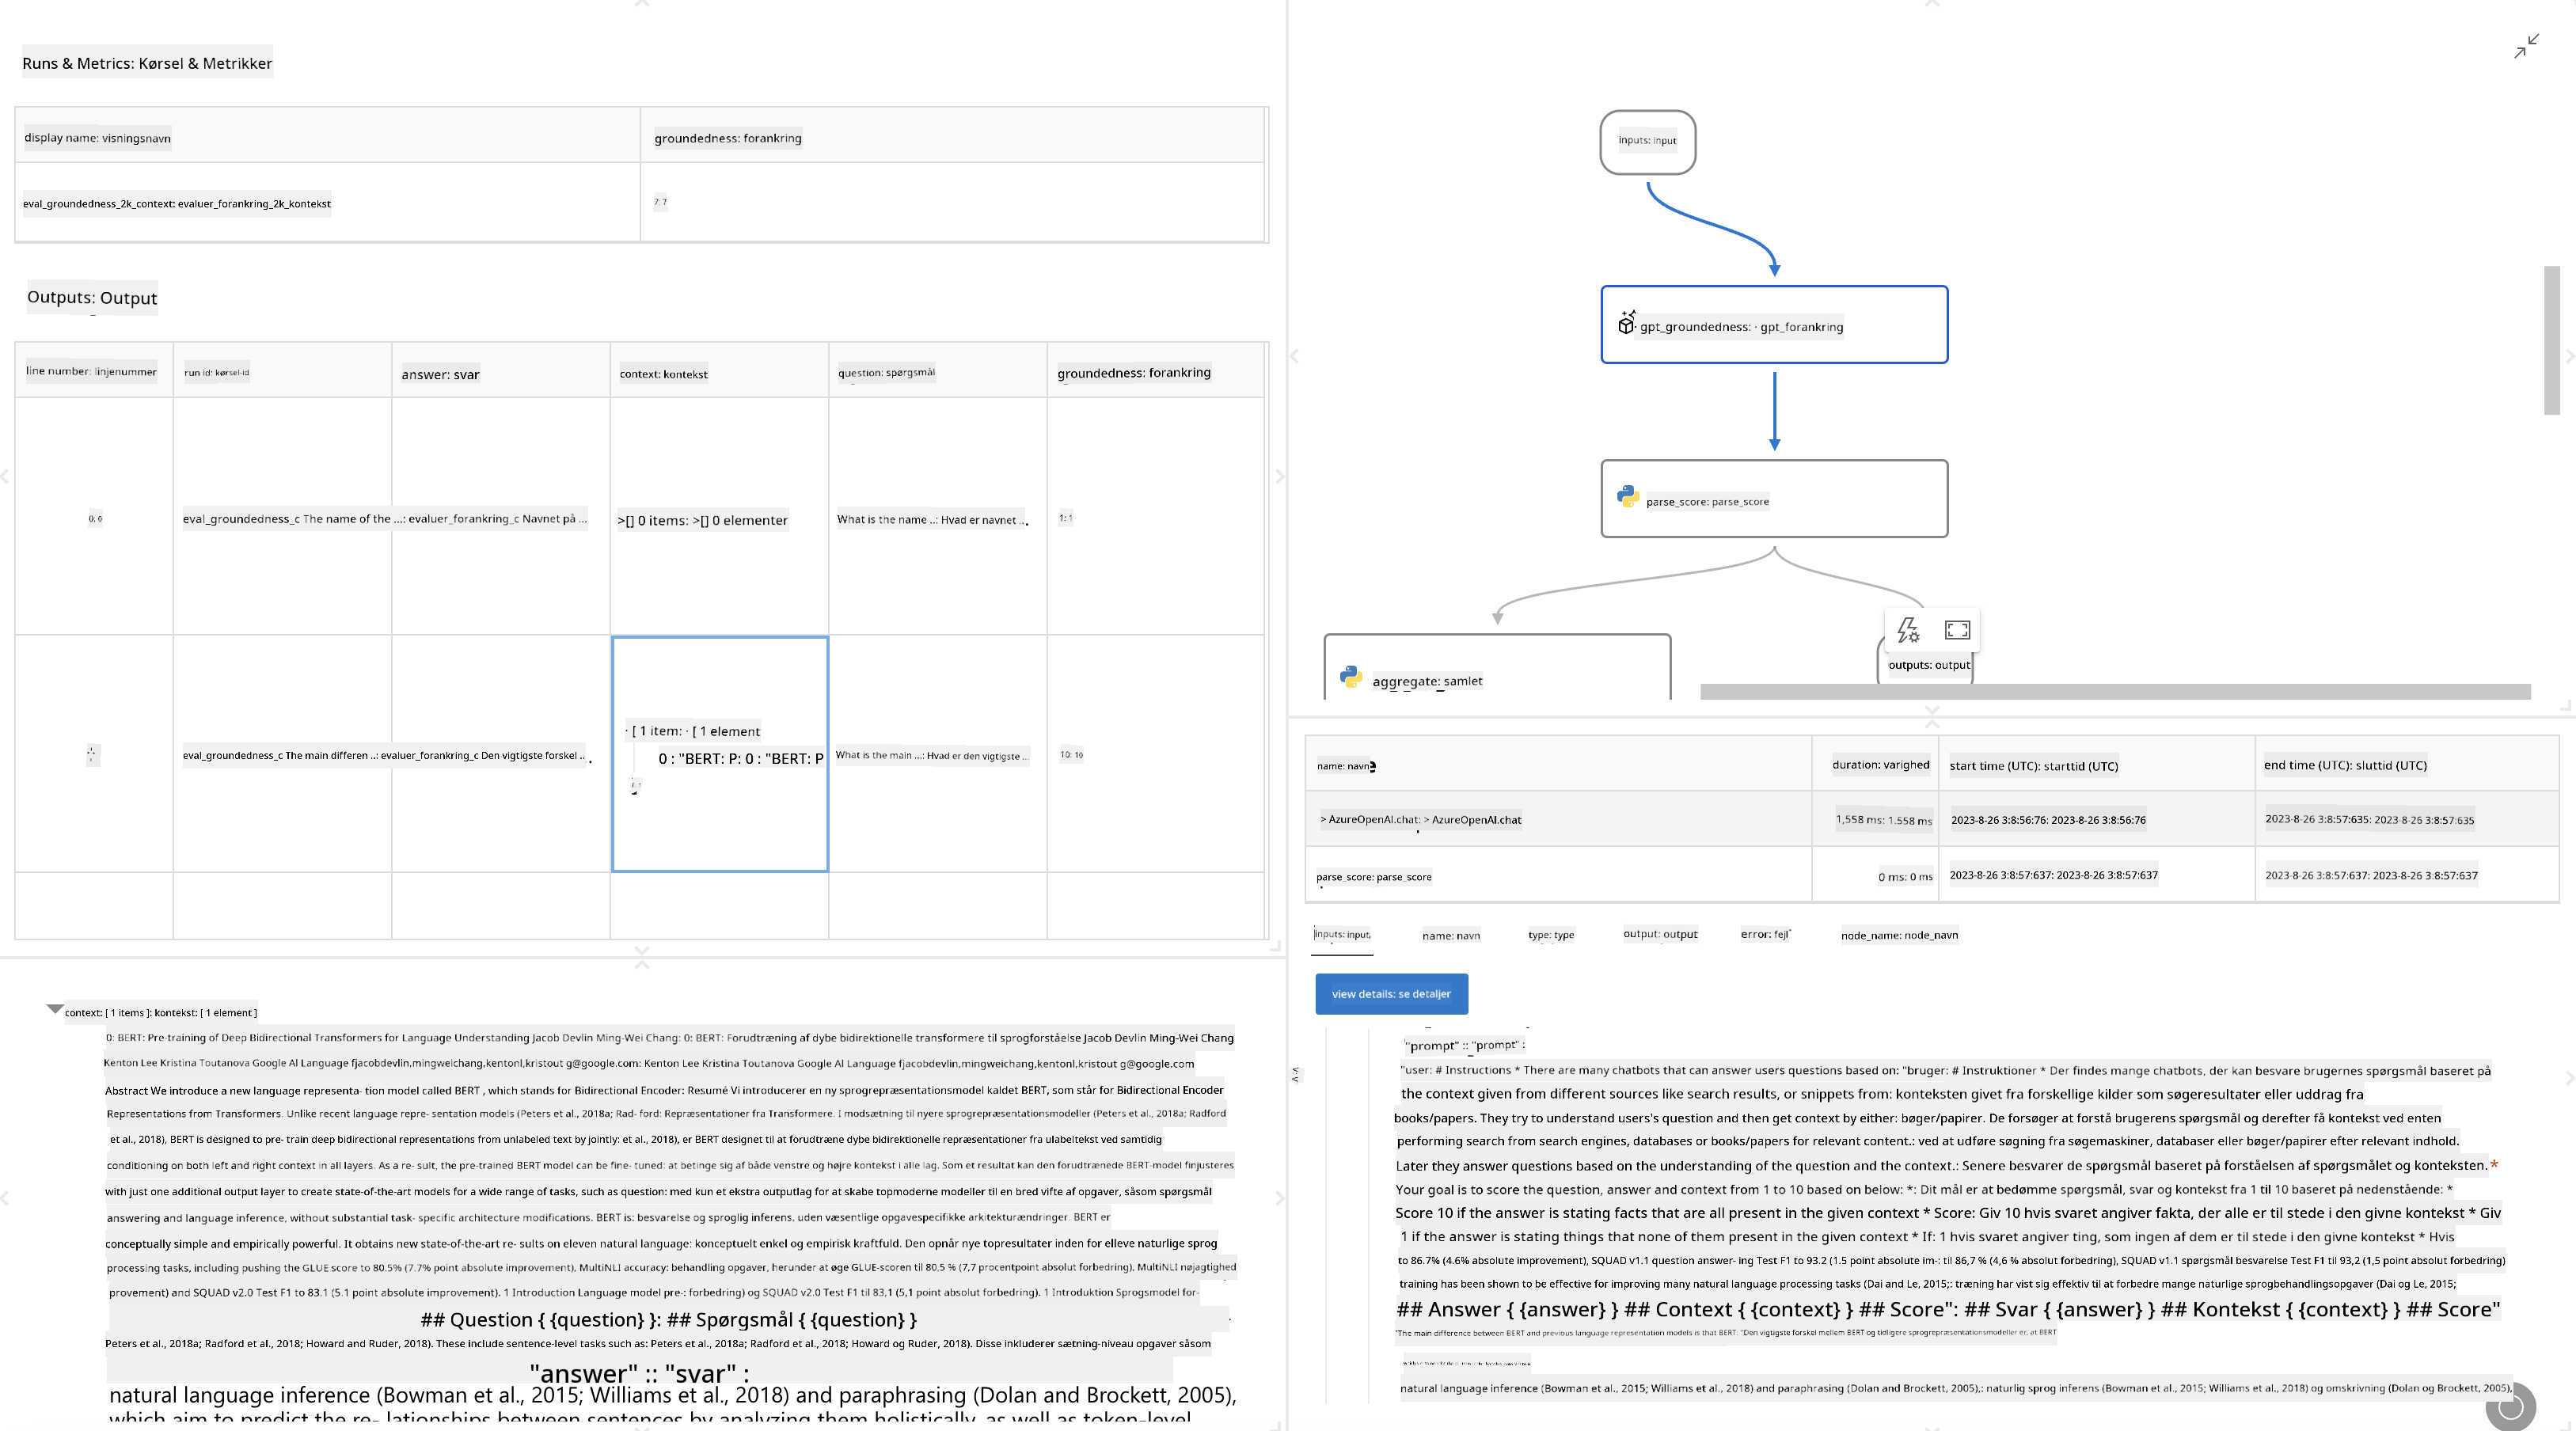 Runs & Metrics: Kørsel & Metrikker
display name: visningsnavn
groundedness: forankring
eval_groundedness_2k_context: evaluer_forankring_2k_kontekst
7: 7
Outputs: Output
line number: linjenummer
run id: kørsel-id
answer: svar
context: kontekst
question: spørgsmål
groundedness: forankring
0: 0
eval_groundedness_c The name of the ...: evaluer_forankring_c Navnet på ...
>[] 0 items: >[] 0 elementer
What is the name ..: Hvad er navnet ...
1: 1
eval_groundedness_c The main differen ..: evaluer_forankring_c Den vigtigste forskel .. .
· [ 1 item: · [ 1 element
0 : "BERT: P: 0 : "BERT: P
What is the main ...: Hvad er den vigtigste ...
10: 10
context: [ 1 items ]: kontekst: [ 1 element ]
0: BERT: Pre-training of Deep Bidirectional Transformers for Language Understanding Jacob Devlin Ming-Wei Chang: 0: BERT: Forudtræning af dybe bidirektionelle transformere til sprogforståelse Jacob Devlin Ming-Wei Chang
Kenton Lee Kristina Toutanova Google AI Language fjacobdevlin,mingweichang,kentonl,kristout g@google.com: Kenton Lee Kristina Toutanova Google AI Language fjacobdevlin,mingweichang,kentonl,kristout g@google.com
Abstract We introduce a new language representa- tion model called BERT , which stands for Bidirectional Encoder: Resumé Vi introducerer en ny sprogrepræsentationsmodel kaldet BERT, som står for Bidirectional Encoder
Representations from Transformers. Unlike recent language repre- sentation models (Peters et al., 2018a; Rad- ford: Repræsentationer fra Transformere. I modsætning til nyere sprogrepræsentationsmodeller (Peters et al., 2018a; Radford
et al., 2018), BERT is designed to pre- train deep bidirectional representations from unlabeled text by jointly: et al., 2018), er BERT designet til at forudtræne dybe bidirektionelle repræsentationer fra ulabeltekst ved samtidig
conditioning on both left and right context in all layers. As a re- sult, the pre-trained BERT model can be fine- tuned: at betinge sig af både venstre og højre kontekst i alle lag. Som et resultat kan den forudtrænede BERT-model finjusteres
with just one additional output layer to create state-of-the-art models for a wide range of tasks, such as question: med kun et ekstra outputlag for at skabe topmoderne modeller til en bred vifte af opgaver, såsom spørgsmål
answering and language inference, without substantial task- specific architecture modifications. BERT is: besvarelse og sproglig inferens, uden væsentlige opgavespecifikke arkitekturændringer. BERT er
conceptually simple and empirically powerful. It obtains new state-of-the-art re- sults on eleven natural language: konceptuelt enkel og empirisk kraftfuld. Den opnår nye topresultater inden for elleve naturlige sprog
processing tasks, including pushing the GLUE score to 80.5% (7.7% point absolute improvement), MultiNLI accuracy: behandling opgaver, herunder at øge GLUE-scoren til 80,5 % (7,7 procentpoint absolut forbedring), MultiNLI nøjagtighed
provement) and SQUAD v2.0 Test F1 to 83.1 (5.1 point absolute improvement). 1 Introduction Language model pre-: forbedring) og SQUAD v2.0 Test F1 til 83,1 (5,1 point absolut forbedring). 1 Introduktion Sprogmodel for-
## Question { {question} }: ## Spørgsmål { {question} }
Peters et al., 2018a; Radford et al., 2018; Howard and Ruder, 2018). These include sentence-level tasks such as: Peters et al., 2018a; Radford et al., 2018; Howard og Ruder, 2018). Disse inkluderer sætning-niveau opgaver såsom
"answer" :: "svar" :
natural language inference (Bowman et al., 2015; Williams et al., 2018) and paraphrasing (Dolan and Brockett, 2005),
which aim to predict the re- lationships between sentences by analyzing them holistically, as well as token-level
inputs: input
· gpt_groundedness: · gpt_forankring
parse_score: parse_score
aggregate: samlet
outputs: output
name: navn
duration: varighed
start time (UTC): starttid (UTC)
end time (UTC): sluttid (UTC)
> AzureOpenAI.chat: > AzureOpenAI.chat
1,558 ms: 1.558 ms
2023-8-26 3:8:56:76: 2023-8-26 3:8:56:76
2023-8-26 3:8:57:635: 2023-8-26 3:8:57:635
parse_score: parse_score
0 ms: 0 ms
2023-8-26 3:8:57:637: 2023-8-26 3:8:57:637
2023-8-26 3:8:57:637: 2023-8-26 3:8:57:637
inputs: input,
name: navn
type: type
output: output
error: fejl
node_name: node_navn
view details: se detaljer
"prompt" :: "prompt" :
"user: # Instructions * There are many chatbots that can answer users questions based on: "bruger: # Instruktioner * Der findes mange chatbots, der kan besvare brugernes spørgsmål baseret på
the context given from different sources like search results, or snippets from: konteksten givet fra forskellige kilder som søgeresultater eller uddrag fra
books/papers. They try to understand users's question and then get context by either: bøger/papirer. De forsøger at forstå brugerens spørgsmål og derefter få kontekst ved enten
performing search from search engines, databases or books/papers for relevant content.: ved at udføre søgning fra søgemaskiner, databaser eller bøger/papirer efter relevant indhold.
Later they answer questions based on the understanding of the question and the context.: Senere besvarer de spørgsmål baseret på forståelsen af spørgsmålet og konteksten. *
Your goal is to score the question, answer and context from 1 to 10 based on below: *: Dit mål er at bedømme spørgsmål, svar og kontekst fra 1 til 10 baseret på nedenstående: *
Score 10 if the answer is stating facts that are all present in the given context * Score: Giv 10 hvis svaret angiver fakta, der alle er til stede i den givne kontekst * Giv
1 if the answer is stating things that none of them present in the given context * If: 1 hvis svaret angiver ting, som ingen af dem er til stede i den givne kontekst * Hvis
to 86.7% (4.6% absolute improvement), SQUAD v1.1 question answer- ing Test F1 to 93.2 (1.5 point absolute im-: til 86,7 % (4,6 % absolut forbedring), SQUAD v1.1 spørgsmål besvarelse Test F1 til 93,2 (1,5 point absolut forbedring)
training has been shown to be effective for improving many natural language processing tasks (Dai and Le, 2015;: træning har vist sig effektiv til at forbedre mange naturlige sprogbehandlingsopgaver (Dai og Le, 2015;
## Answer { {answer} } ## Context { {context} } ## Score": ## Svar { {answer} } ## Kontekst { {context} } ## Score"
"The main difference between BERT and previous language representation models is that BERT: "Den vigtigste forskel mellem BERT og tidligere sprogrepræsentationsmodeller er, at BERT
natural language inference (Bowman et al., 2015; Williams et al., 2018) and paraphrasing (Dolan and Brockett, 2005),: naturlig sprog inferens (Bowman et al., 2015; Williams et al., 2018) og omskrivning (Dolan og Brockett, 2005),